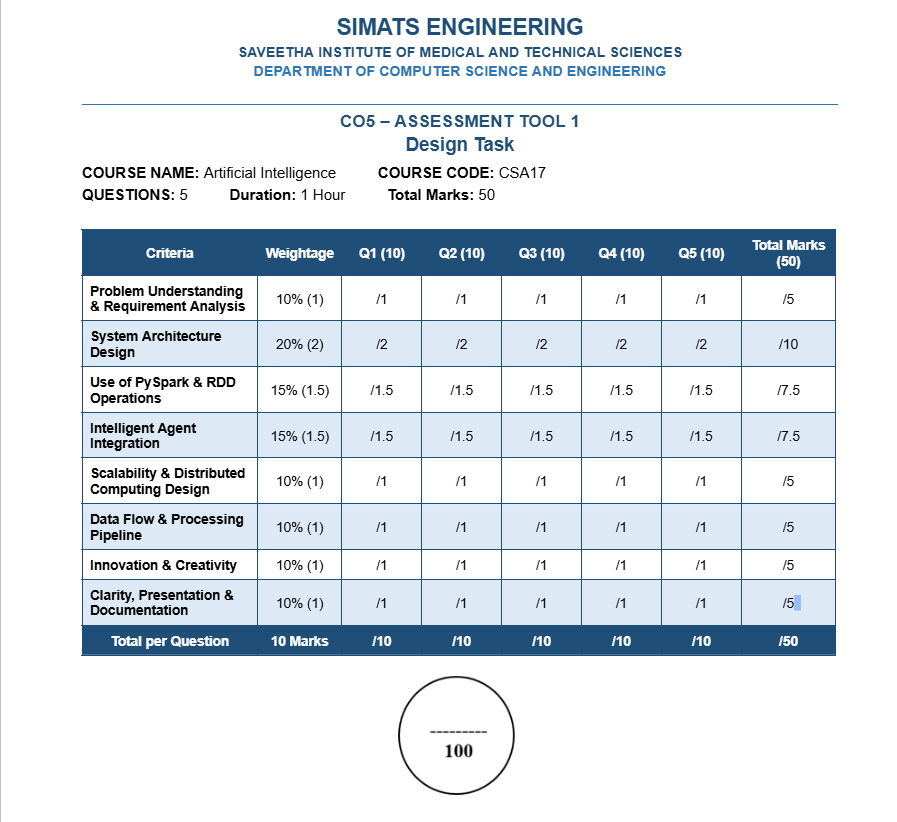 SIMATS ENGINEERING
SAVEETHA INSTITUTE OF MEDICAL AND TECHNICAL SCIENCES
DEPARTMENT OF COMPUTER SCIENCE AND ENGINEERING
CO5 – ASSESSMENT TOOL 1
Design Task
COURSE NAME: Artificial Intelligence COURSE CODE: CSA17
QUESTIONS: 5 Duration: 1 Hour Total Marks: 50
Criteria Weightage Q1 (10) Q2 (10) Q3 (10) Q4 (10) Q5 (10) Total Marks (50)
Problem Understanding & Requirement Analysis 10% (1) /1 /1 /1 /1 /1 /5
System Architecture Design 20% (2) /2 /2 /2 /2 /2 /10
Use of PySpark & RDD Operations 15% (1.5) /1.5 /1.5 /1.5 /1.5 /1.5 /7.5
Intelligent Agent Integration 15% (1.5) /1.5 /1.5 /1.5 /1.5 /1.5 /7.5
Scalability & Distributed Computing Design 10% (1) /1 /1 /1 /1 /1 /5
Data Flow & Processing Pipeline 10% (1) /1 /1 /1 /1 /1 /5
Innovation & Creativity 10% (1) /1 /1 /1 /1 /1 /5
Clarity, Presentation & Documentation 10% (1) /1 /1 /1 /1 /1 /5
Total per Question 10 Marks /10 /10 /10 /10 /10 /50
---------
100